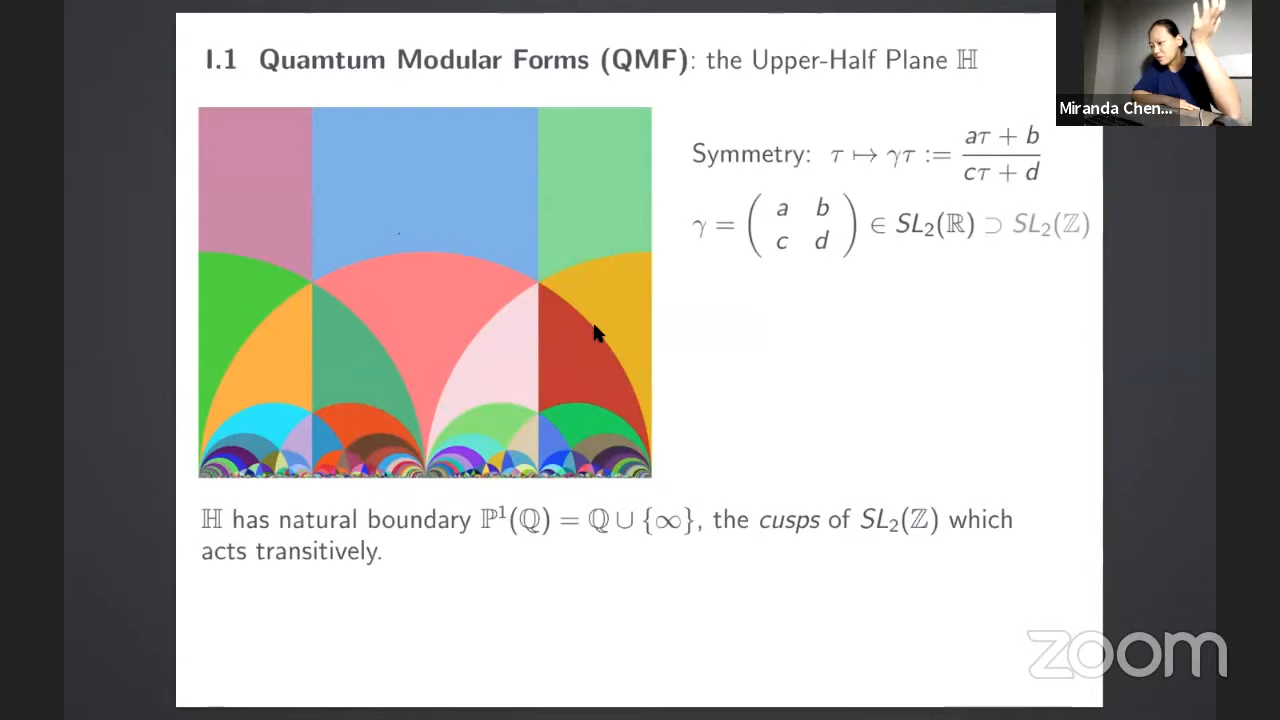 I.1 Quamtum Modular Forms (QMF): the Upper-Half Plane ℍ
Miranda Chen...
Symmetry: τ ↦ γτ := (aτ + b)/(cτ + d)
γ = ( a b ; c d ) ∈ SL₂(ℝ) ⊃ SL₂(ℤ)
ℍ has natural boundary ℙ¹(ℚ) = ℚ ∪ {∞}, the cusps of SL₂(ℤ) which
acts transitively.
zoom